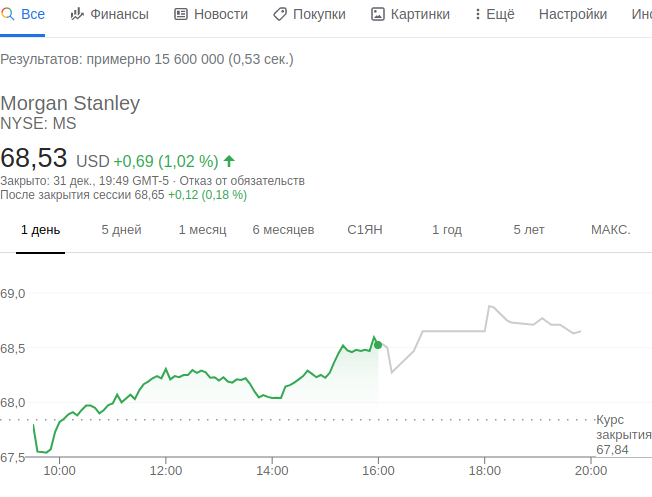 Все Финансы Новости Покупки Картинки Ещё Настройки Инс
Результатов: примерно 15 600 000 (0,53 сек.)
Morgan Stanley
NYSE: MS
68,53 USD +0,69 (1,02 %)
Закрыто: 31 дек., 19:49 GMT-5 · Отказ от обязательств
После закрытия сессии 68,65 +0,12 (0,18 %)
1 день 5 дней 1 месяц 6 месяцев С1ЯН 1 год 5 лет МАКС.
69,0
68,5
68,0
Курс
закрытия
67,84
67,5
10:00 12:00 14:00 16:00 18:00 20:00